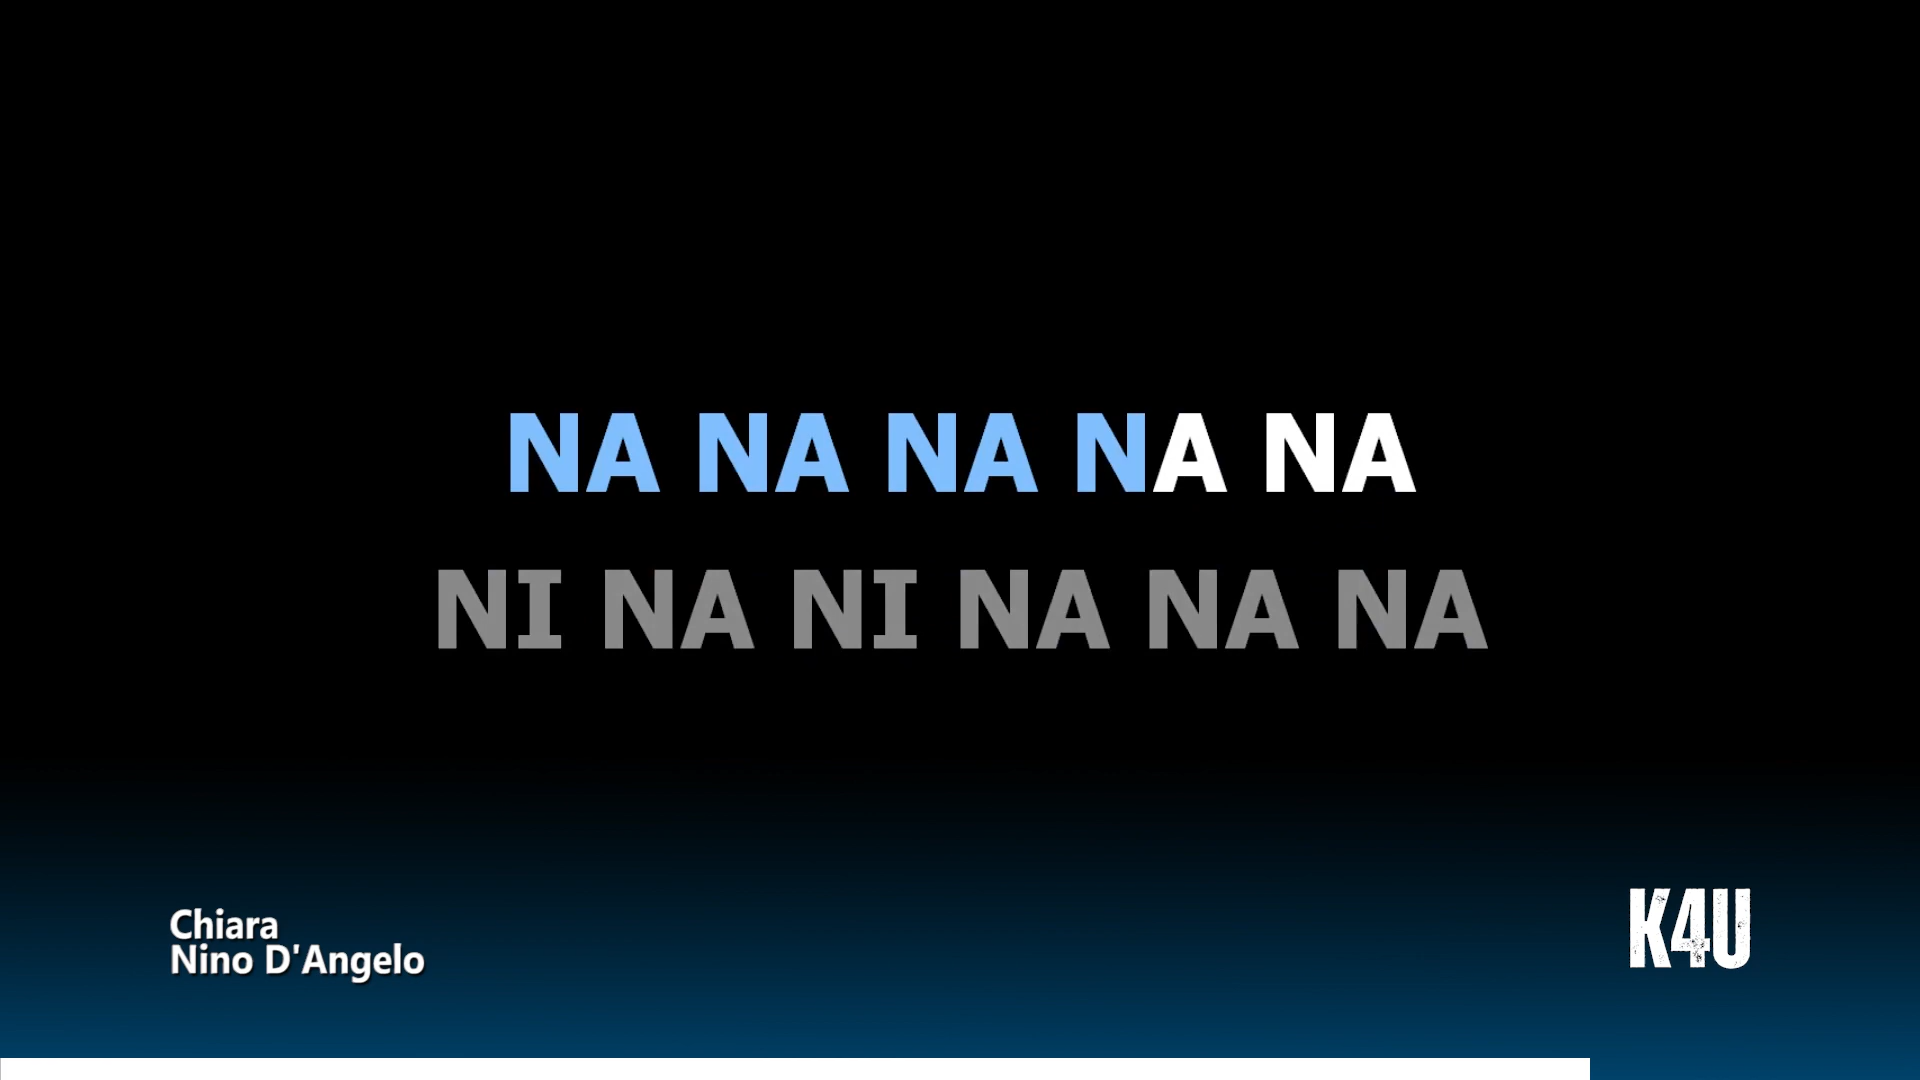 NA NA NA NA NA
NI NA NI NA NA NA
Chiara
Nino D'Angelo
K4U